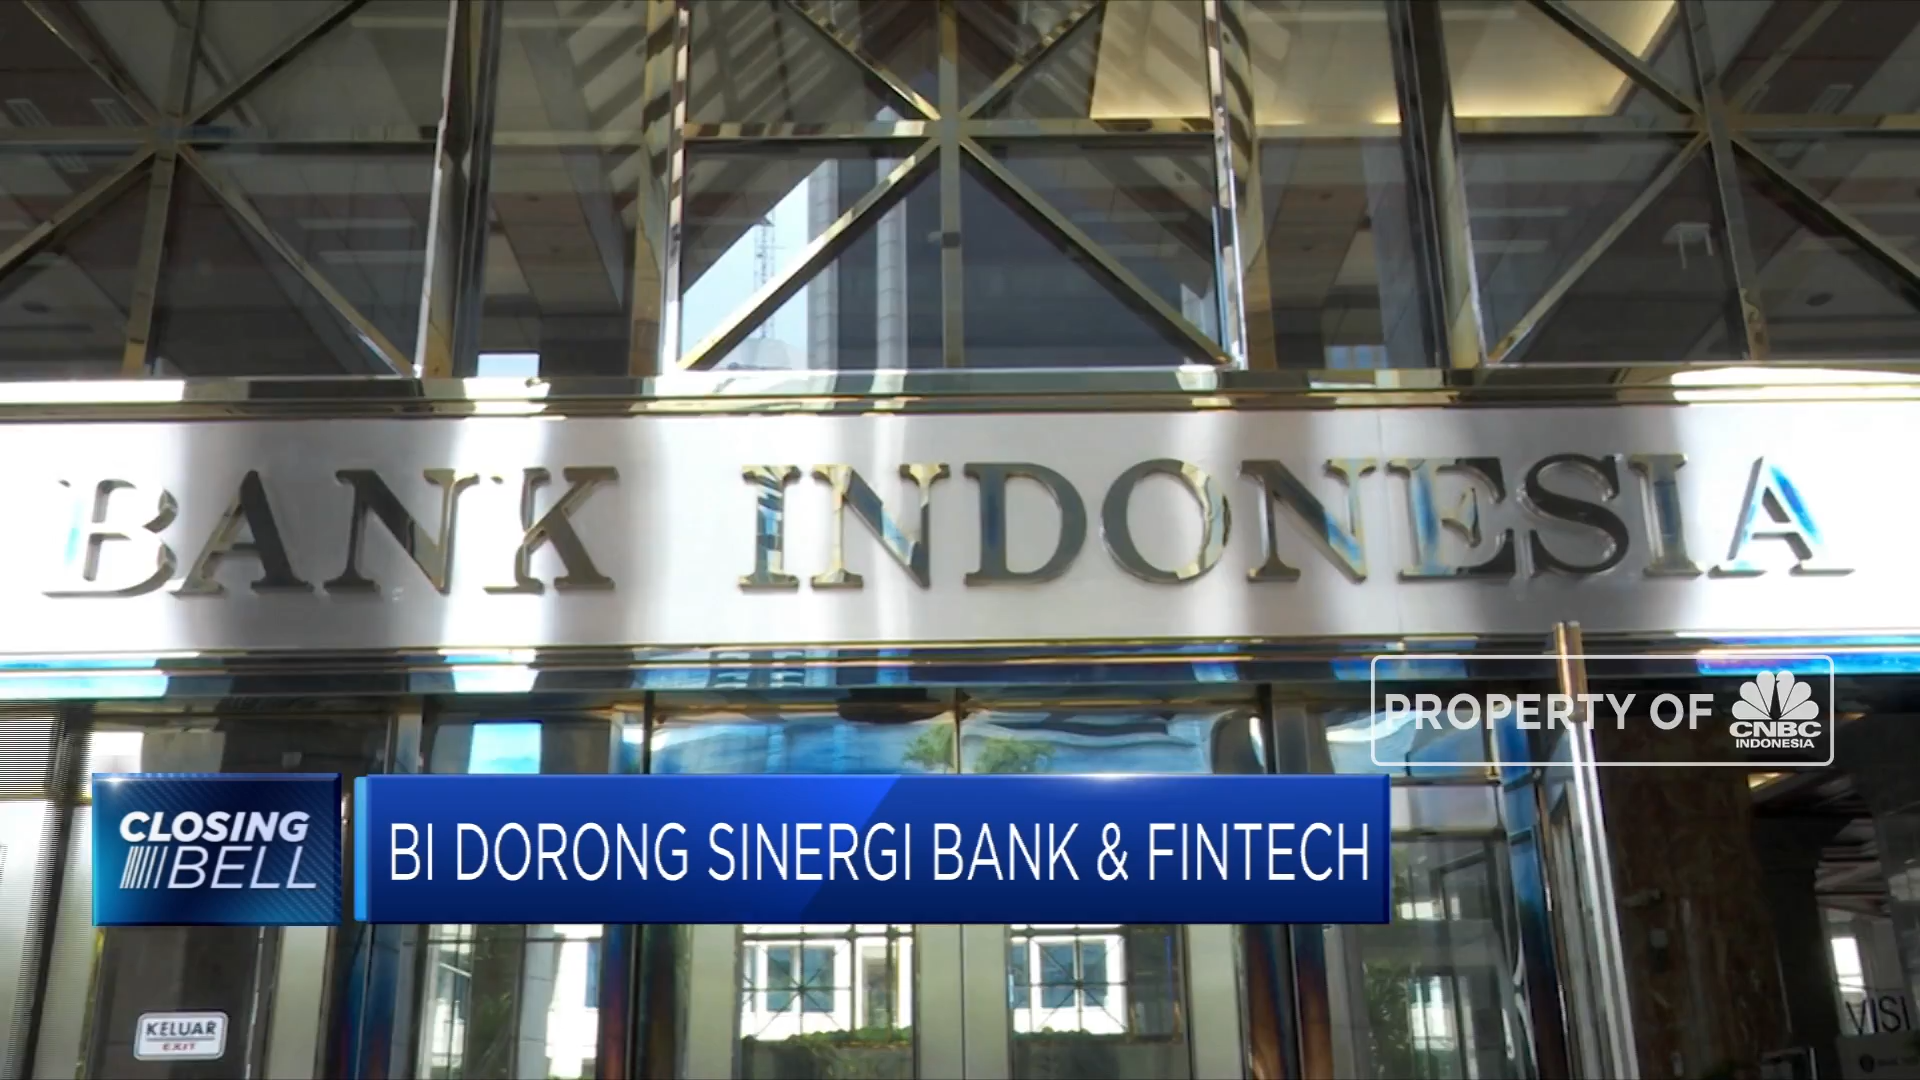 BANK INDONESIA
PROPERTY OF CNBC INDONESIA
CLOSING BELL
BI DORONG SINERGI BANK & FINTECH
KELUAR
EXIT
VISI